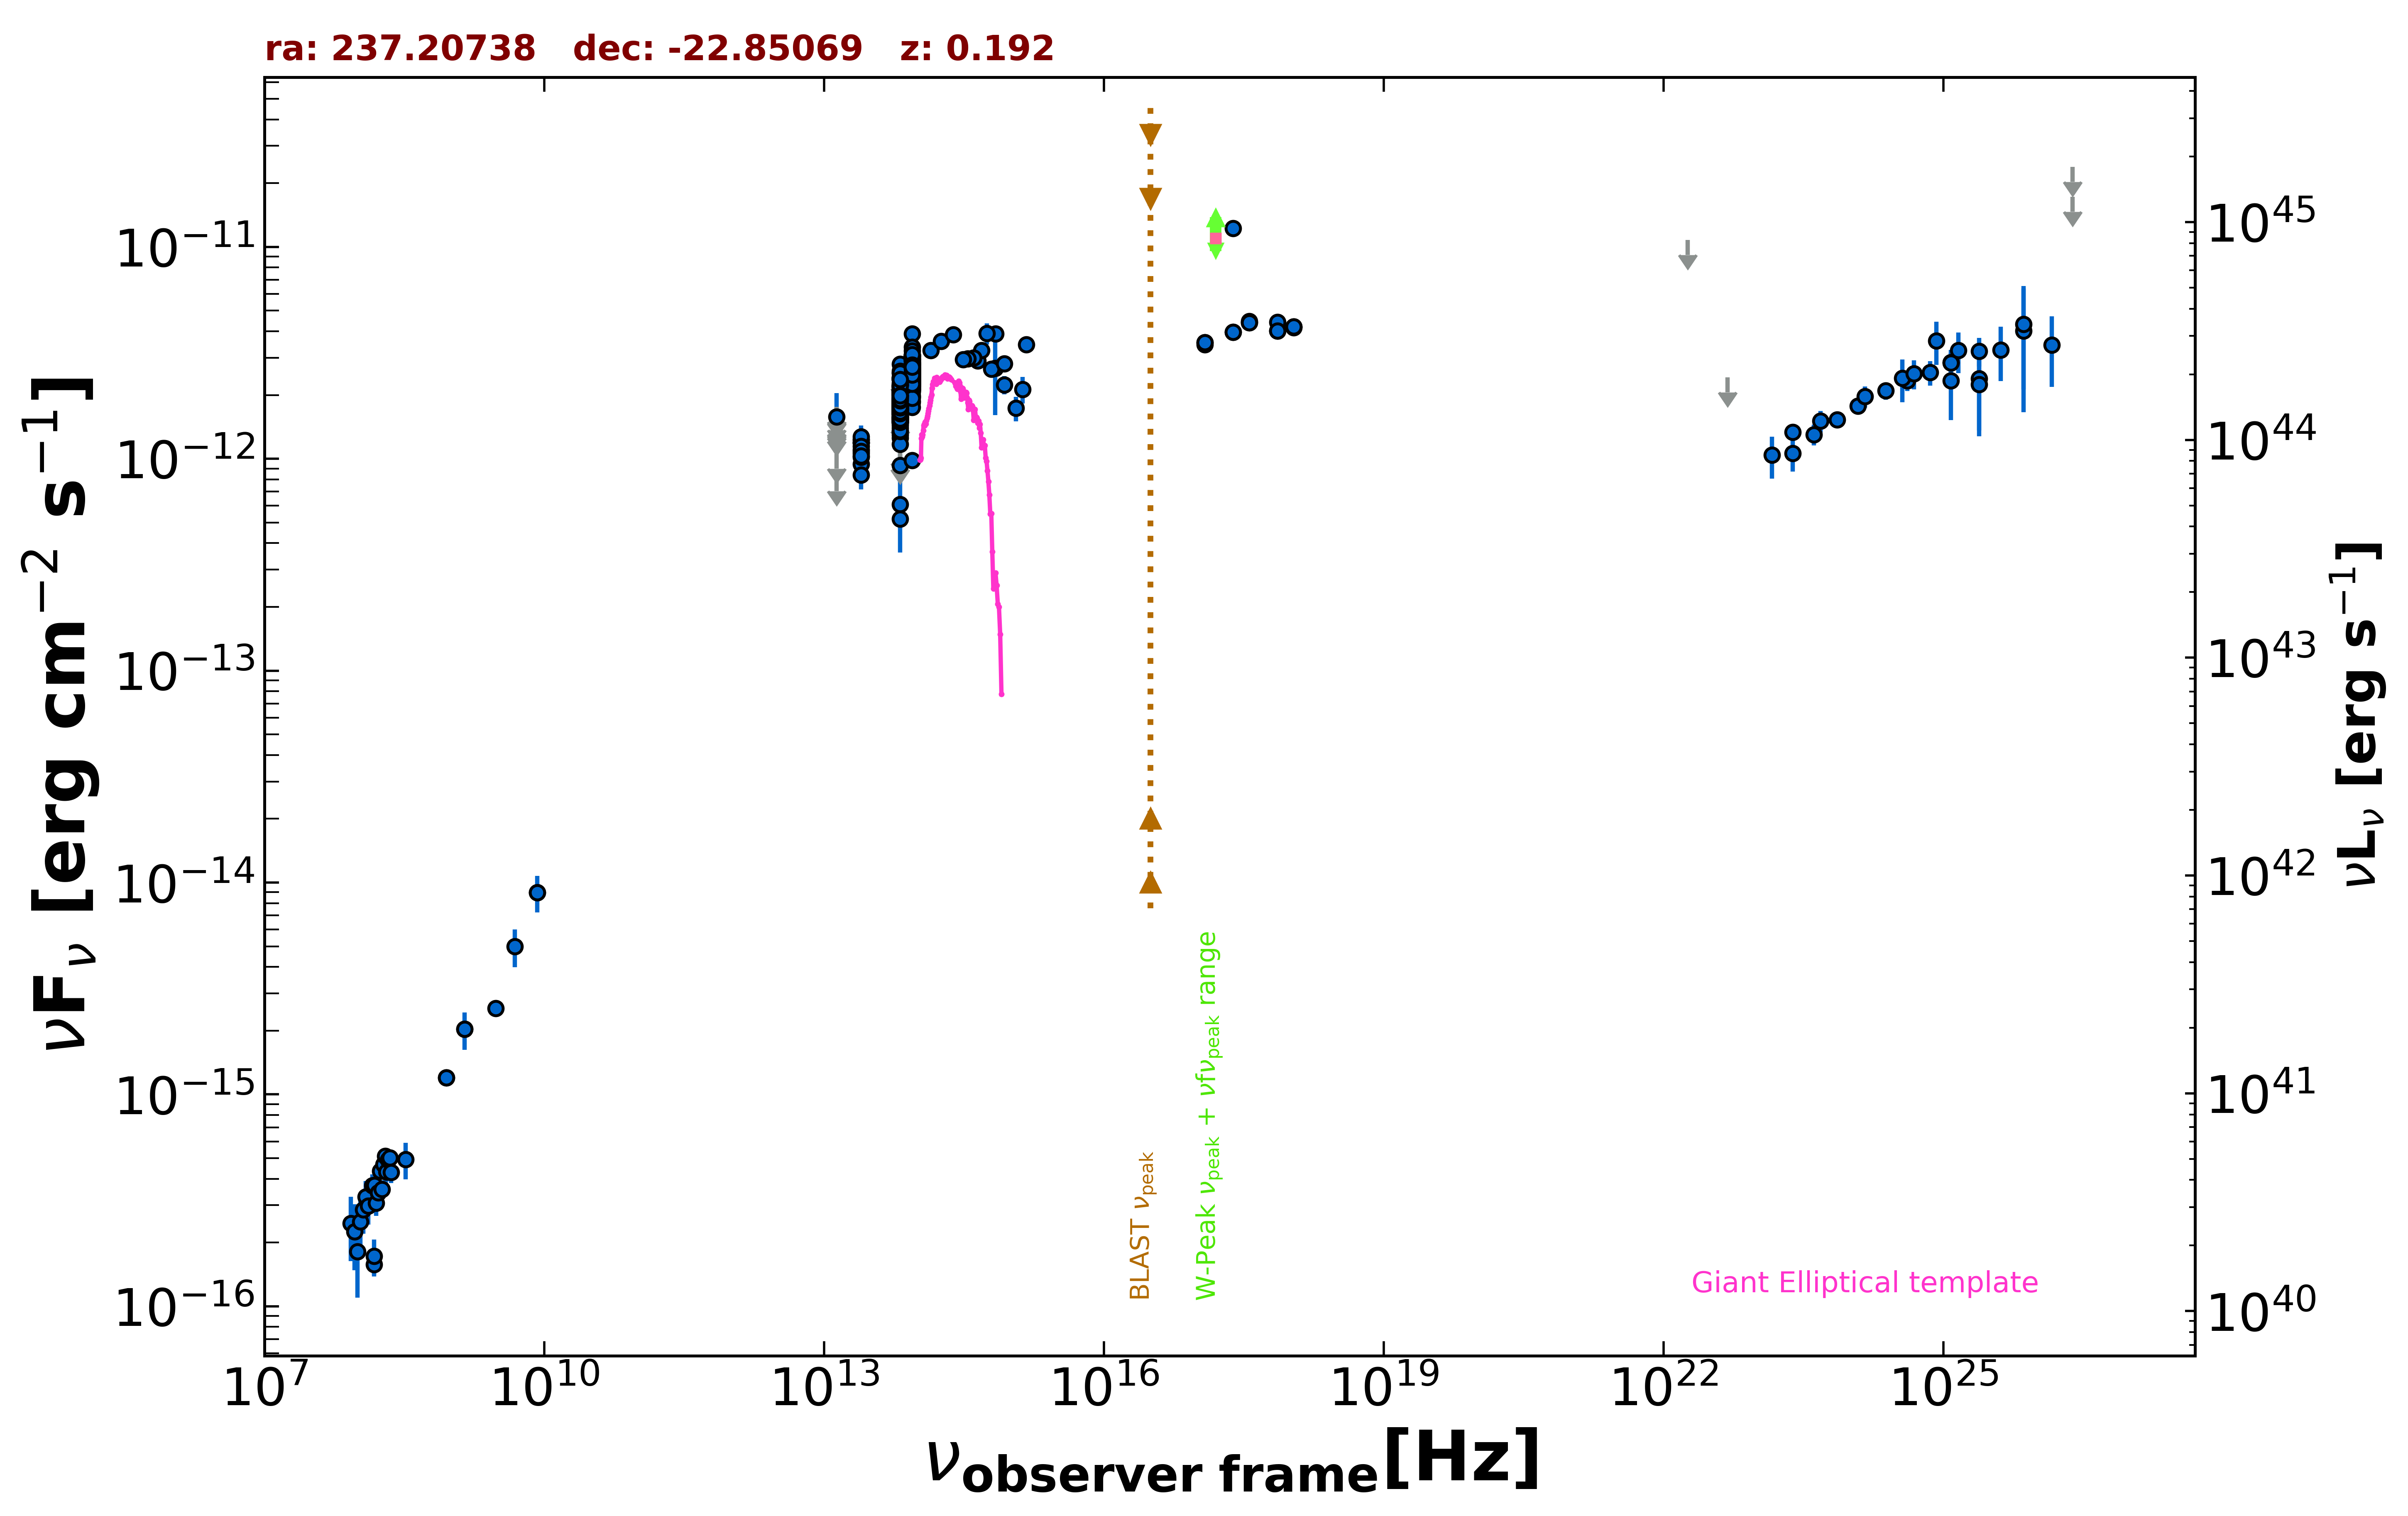 ra: 237.20738   dec: -22.85069   z: 0.192
νFν [erg cm−2 s−1]
10−11
10−12
10−13
10−14
10−15
10−16
1045
1044
1043
1042
1041
1040
νLν [erg s−1]
BLAST νpeak
W-Peak νpeak + νfνpeak range
Giant Elliptical template
107
1010
1013
1016
1019
1022
1025
νobserver frame[Hz]